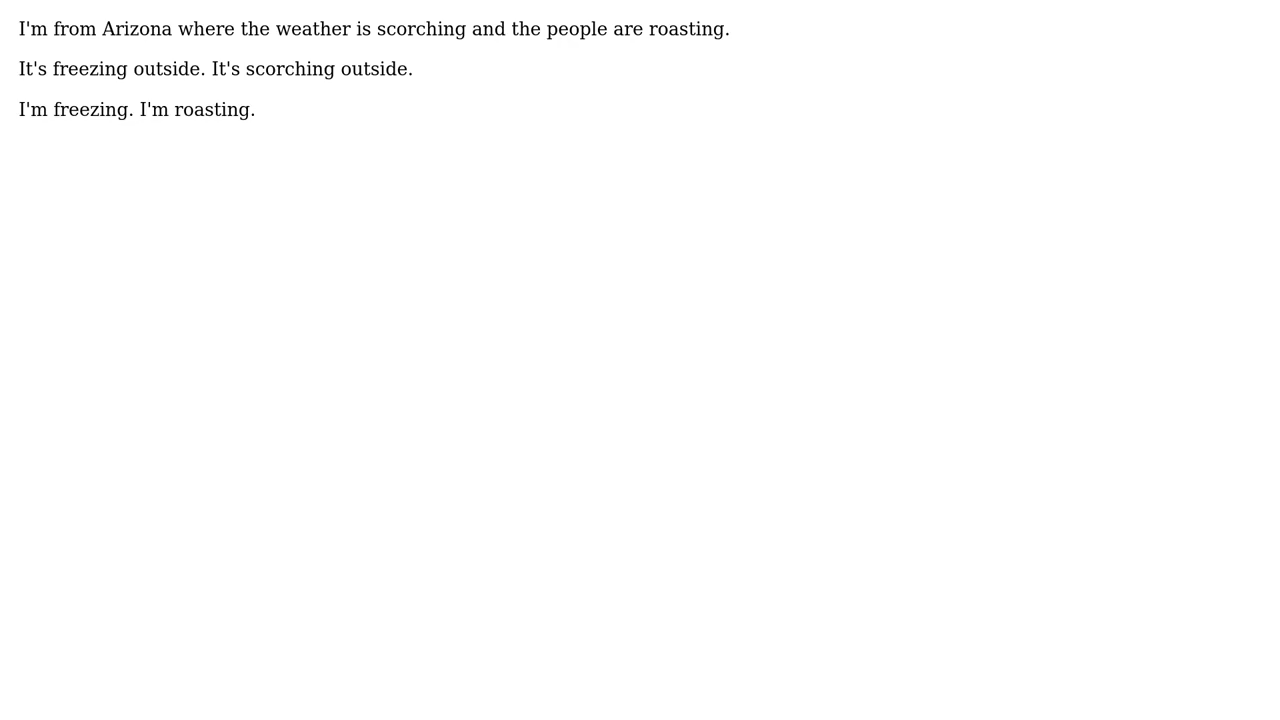 I'm from Arizona where the weather is scorching and the people are roasting.
It's freezing outside. It's scorching outside.
I'm freezing. I'm roasting.